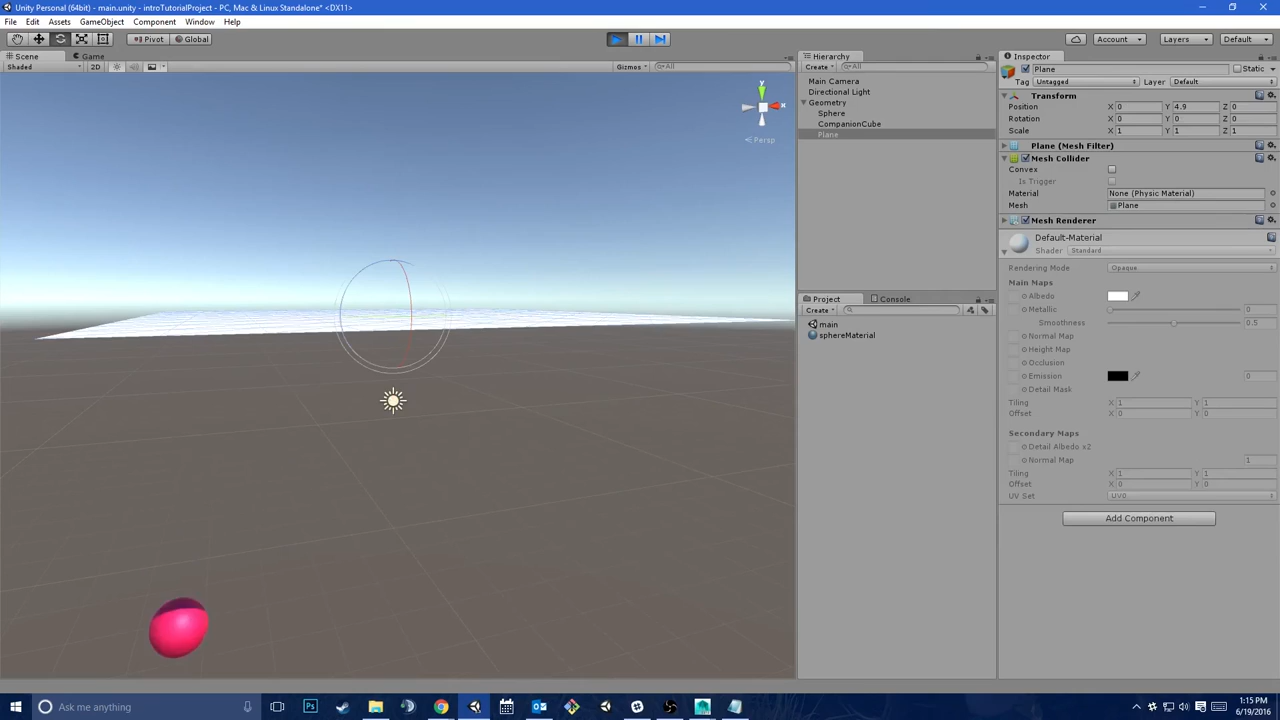 Unity Personal (64bit) - main.unity - introTutorialProject - PC, Mac & Linux Standalone* <DX11>
File Edit Assets GameObject Component Window Help
Pivot Global Account Layers Default
Scene Game
Shaded 2D Gizmos All
y
x
Persp
Hierarchy
Create All
Main Camera
Directional Light
Geometry
Sphere
CompanionCube
Plane
Project Console
Create
main
sphereMaterial
Inspector
Plane Static
Tag Untagged Layer Default
Transform
Position X 0 Y 4.9 Z 0
Rotation X 0 Y 0 Z 0
Scale X 1 Y 1 Z 1
Plane (Mesh Filter)
Mesh Collider
Convex
Is Trigger
Material None (Physic Material)
Mesh Plane
Mesh Renderer
Default-Material
Shader Standard
Rendering Mode Opaque
Main Maps
Albedo
Metallic 0
Smoothness 0.5
Normal Map
Height Map
Occlusion
Emission 0
Detail Mask
Tiling X 1 Y 1
Offset X 0 Y 0
Secondary Maps
Detail Albedo x2
Normal Map 1
Tiling X 1 Y 1
Offset X 0 Y 0
UV Set UV0
Add Component
Ask me anything
Ps
1:15 PM
6/19/2016